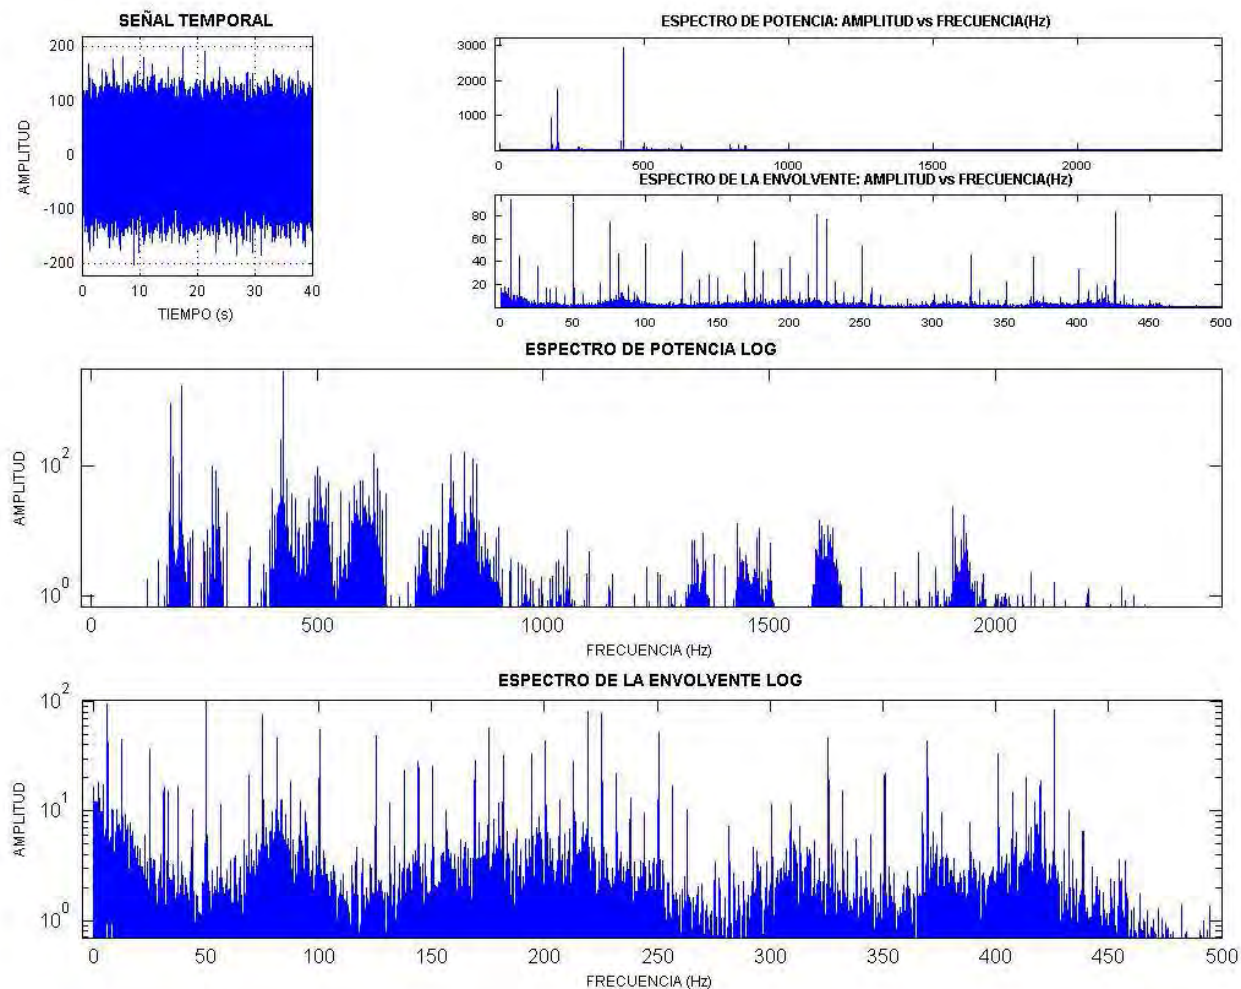 SEÑAL TEMPORAL
200
100
0
-100
-200
AMPLITUD
0 10 20 30 40
TIEMPO (s)
ESPECTRO DE POTENCIA: AMPLITUD vs FRECUENCIA(Hz)
3000
2000
1000
0 500 1000 1500 2000
ESPECTRO DE LA ENVOLVENTE: AMPLITUD vs FRECUENCIA(Hz)
80
60
40
20
0 50 100 150 200 250 300 350 400 450 500
ESPECTRO DE POTENCIA LOG
AMPLITUD
10^2
10^0
0 500 1000 1500 2000
FRECUENCIA (Hz)
ESPECTRO DE LA ENVOLVENTE LOG
AMPLITUD
10^2
10^1
10^0
0 50 100 150 200 250 300 350 400 450 500
FRECUENCIA (Hz)